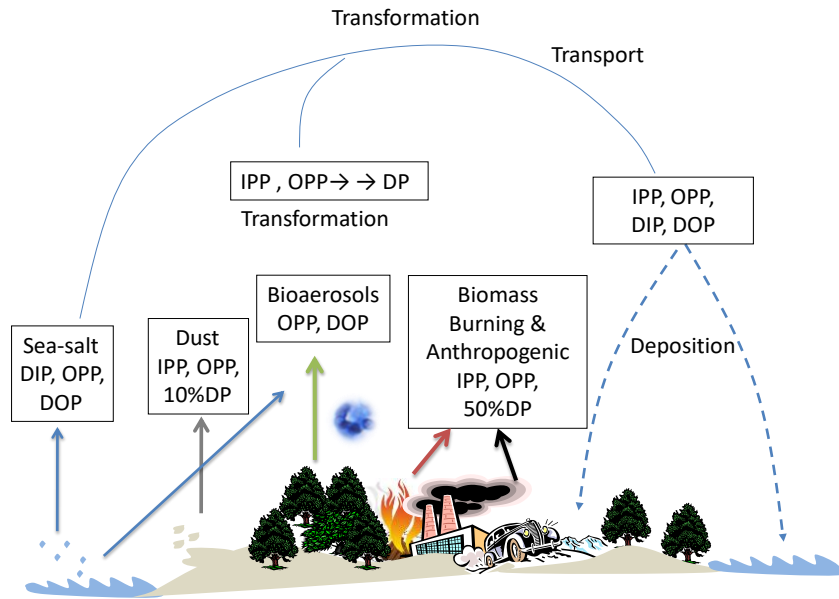 Transformation
Transport
IPP , OPP→ → DP
Transformation
IPP, OPP,
DIP, DOP
Bioaerosols
OPP, DOP
Biomass
Burning &
Anthropogenic
IPP, OPP,
50%DP
Sea-salt
DIP, OPP,
DOP
Dust
IPP, OPP,
10%DP
Deposition